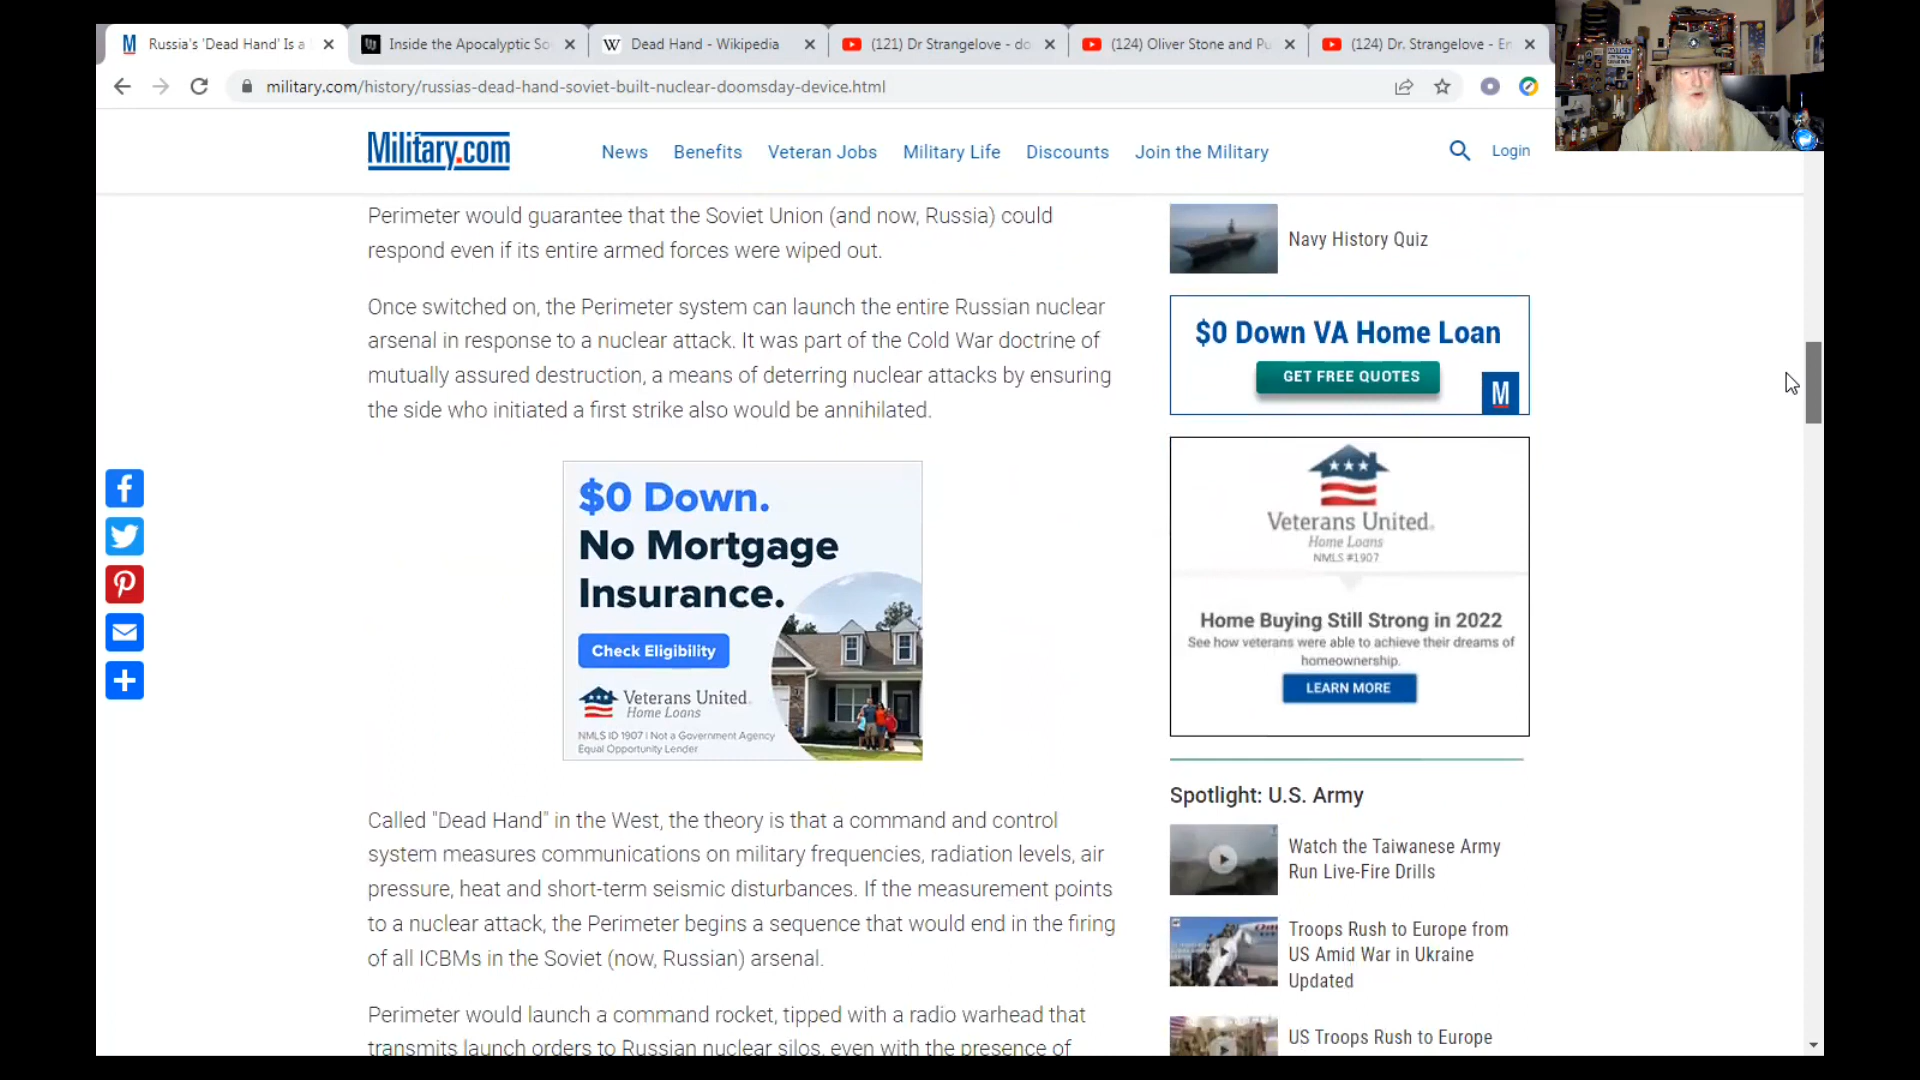 Russia's 'Dead Hand' Is a
Inside the Apocalyptic So
Dead Hand - Wikipedia
(121) Dr Strangelove - do
(124) Oliver Stone and Pu
(124) Dr. Strangelove - En
military.com/history/russias-dead-hand-soviet-built-nuclear-doomsday-device.html
Military.com
News Benefits Veteran Jobs Military Life Discounts Join the Military
Login
Perimeter would guarantee that the Soviet Union (and now, Russia) could
respond even if its entire armed forces were wiped out.
Once switched on, the Perimeter system can launch the entire Russian nuclear
arsenal in response to a nuclear attack. It was part of the Cold War doctrine of
mutually assured destruction, a means of deterring nuclear attacks by ensuring
the side who initiated a first strike also would be annihilated.
$0 Down.
No Mortgage
Insurance.
Check Eligibility
Veterans United
Home Loans
NMLS ID 1907 | Not a Government Agency
Equal Opportunity Lender
Called "Dead Hand" in the West, the theory is that a command and control
system measures communications on military frequencies, radiation levels, air
pressure, heat and short-term seismic disturbances. If the measurement points
to a nuclear attack, the Perimeter begins a sequence that would end in the firing
of all ICBMs in the Soviet (now, Russian) arsenal.
Perimeter would launch a command rocket, tipped with a radio warhead that
transmits launch orders to Russian nuclear silos, even with the presence of
Navy History Quiz
$0 Down VA Home Loan
GET FREE QUOTES
M
Veterans United
Home Loans
NMLS #1907
Home Buying Still Strong in 2022
See how veterans were able to achieve their dreams of
homeownership.
LEARN MORE
Spotlight: U.S. Army
Watch the Taiwanese Army
Run Live-Fire Drills
Troops Rush to Europe from
US Amid War in Ukraine
Updated
US Troops Rush to Europe